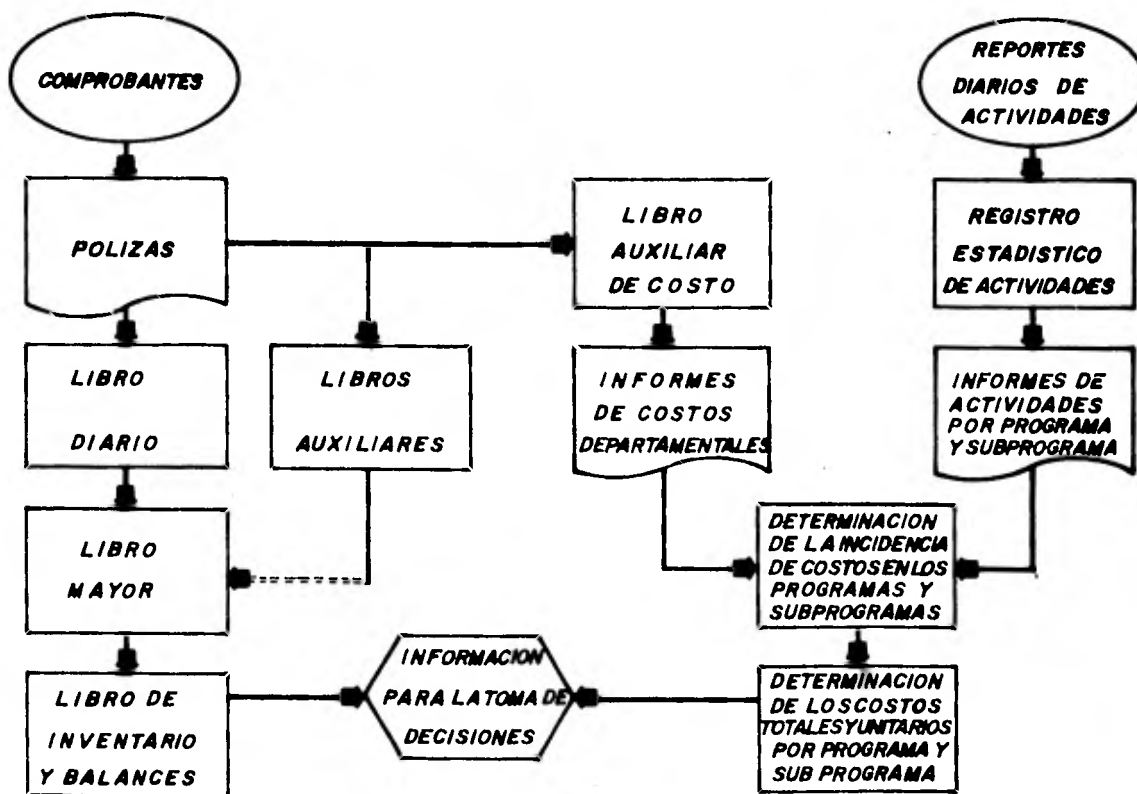 COMPROBANTES
REPORTES
DIARIOS DE
ACTIVIDADES
POLIZAS
LIBRO
AUXILIAR
DE COSTO
REGISTRO
ESTADISTICO
DE ACTIVIDADES
LIBRO
DIARIO
LIBROS
AUXILIARES
INFORMES
DE COSTOS
DEPARTAMENTALES
INFORMES DE
ACTIVIDADES
POR PROGRAMA
Y SUBPROGRAMA
LIBRO
MAYOR
DETERMINACION
DE LA INCIDENCIA
DE COSTOS EN LOS
PROGRAMAS Y
SUBPROGRAMAS
LIBRO DE
INVENTARIO
Y BALANCES
INFORMACION
PARA LA TOMA DE
DECISIONES
DETERMINACION
DE LOS COSTOS
TOTALES Y UNITARIOS
POR PROGRAMA Y
SUB PROGRAMA